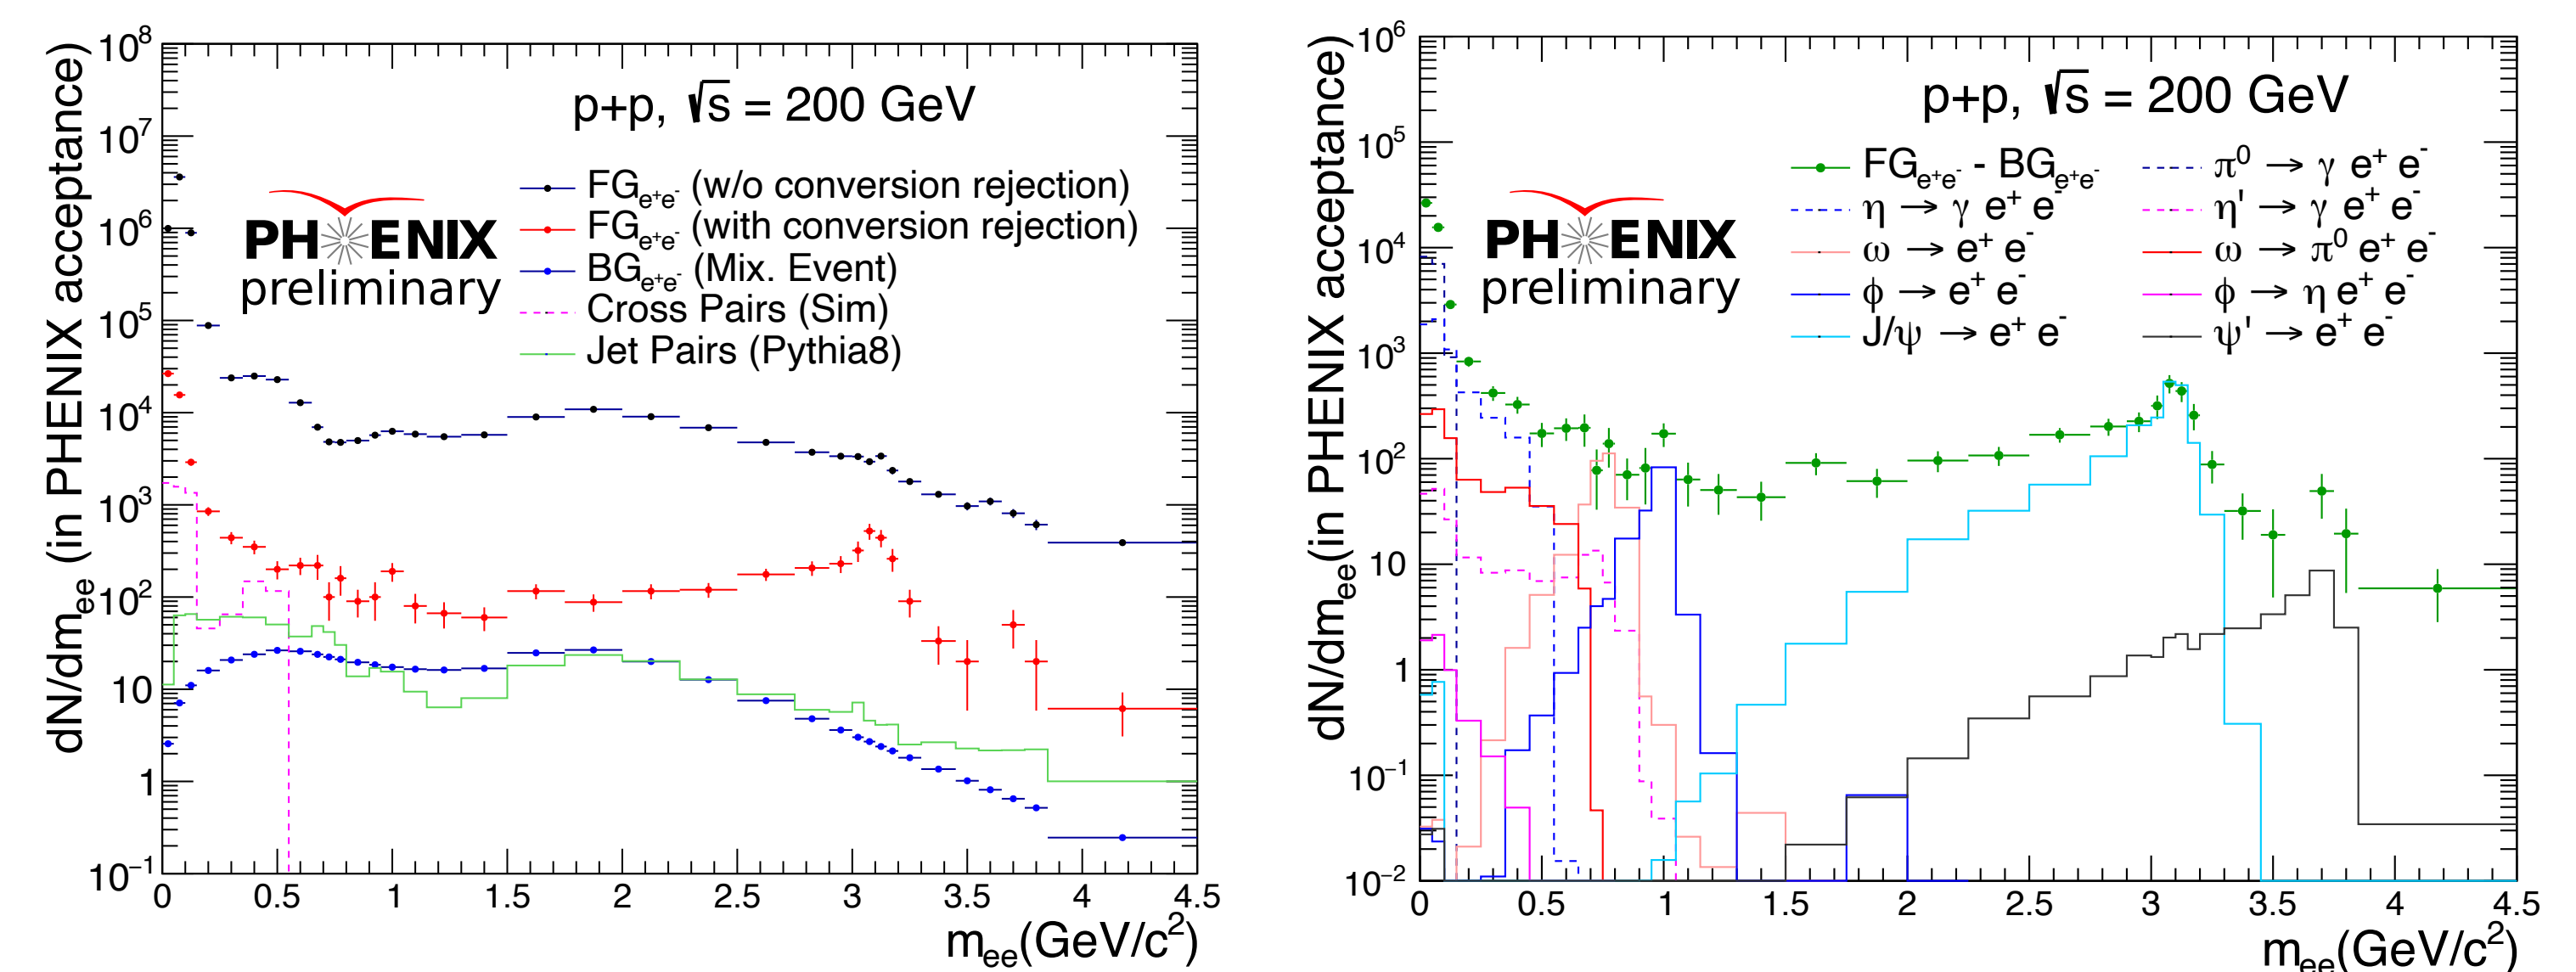 dN/dm_ee (in PHENIX acceptance)
10^8
10^7
10^6
10^5
10^4
10^3
10^2
10
1
10^−1
p+p, √s = 200 GeV
PHENIX
preliminary
FG_e+e- (w/o conversion rejection)
FG_e+e- (with conversion rejection)
BG_e+e- (Mix. Event)
Cross Pairs (Sim)
Jet Pairs (Pythia8)
0 0.5 1 1.5 2 2.5 3 3.5 4 4.5
m_ee(GeV/c^2)
dN/dm_ee(in PHENIX acceptance)
10^6
10^5
10^4
10^3
10^2
10
1
10^−1
10^−2
p+p, √s = 200 GeV
PHENIX
preliminary
FG_e+e- - BG_e+e- π^0 → γ e^+ e^-
η → γ e^+ e^- η' → γ e^+ e^-
ω → e^+ e^- ω → π^0 e^+ e^-
ϕ → e^+ e^- ϕ → η e^+ e^-
J/ψ → e^+ e^- ψ' → e^+ e^-
0 0.5 1 1.5 2 2.5 3 3.5 4 4.5
m_ee(GeV/c^2)